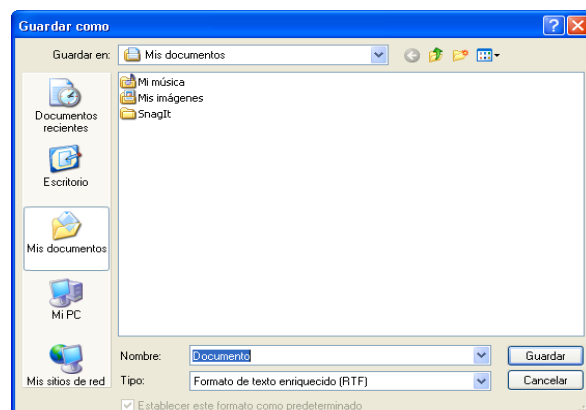 Guardar como
Guardar en:
Mis documentos
Documentos
recientes
Escritorio
Mis documentos
Mi PC
Mis sitios de red
Mi música
Mis imágenes
SnagIt
Nombre:
Documento
Guardar
Tipo:
Formato de texto enriquecido (RTF)
Cancelar
Establecer este formato como predeterminado